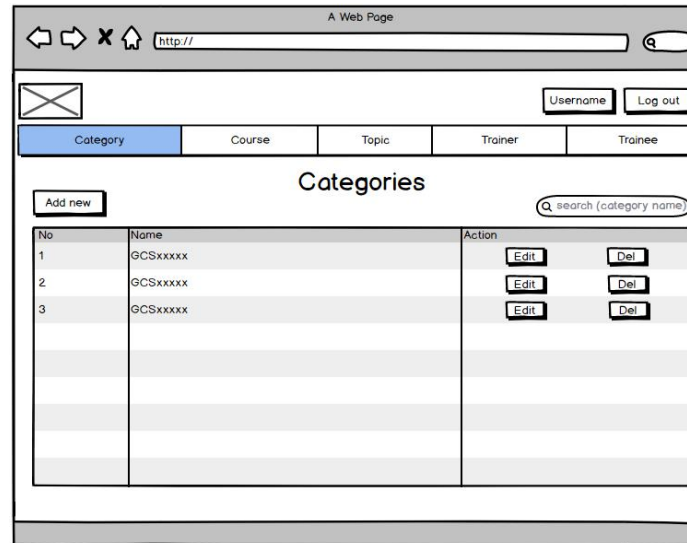 A Web Page
http://
Username Log out
Category Course Topic Trainer Trainee
Categories
Add new
search (category name)
No Name Action
1 GCSxxxxx Edit Del
2 GCSxxxxx Edit Del
3 GCSxxxxx Edit Del